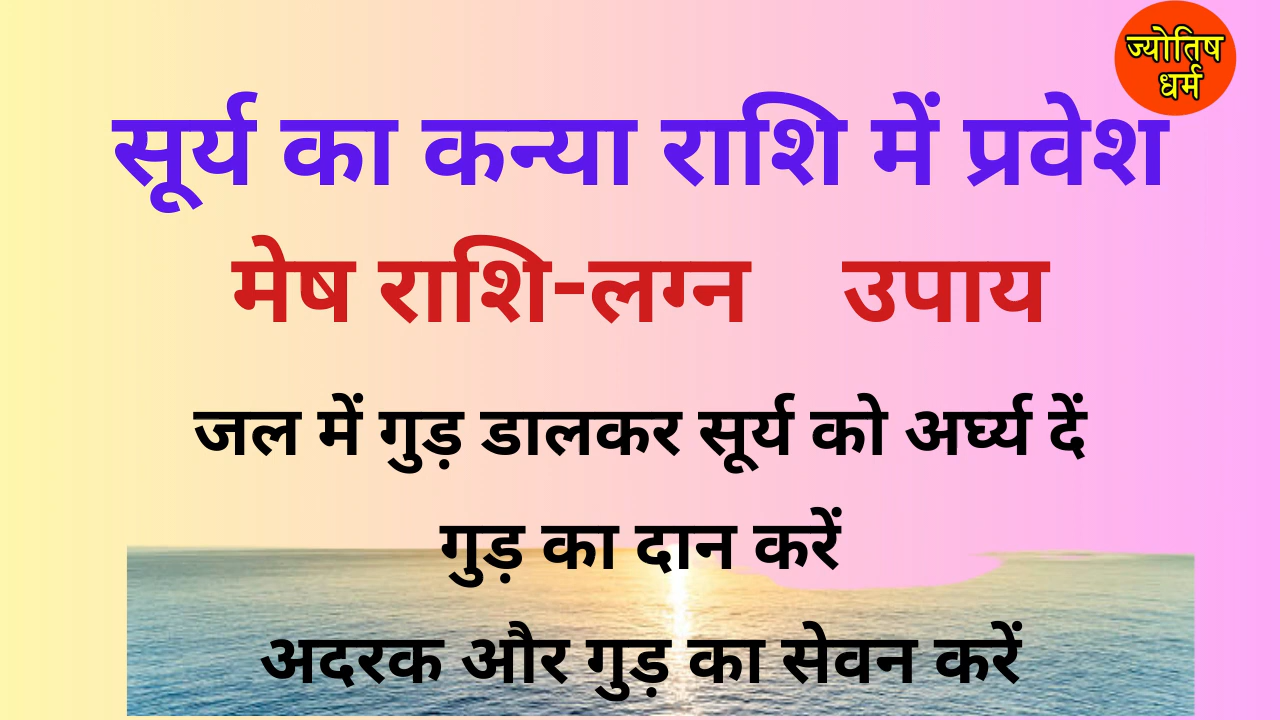 ज्योतिष
धर्म
सूर्य का कन्या राशि में प्रवेश
मेष राशि-लग्न उपाय
जल में गुड़ डालकर सूर्य को अर्घ्य दें
गुड़ का दान करें
अदरक और गुड़ का सेवन करें